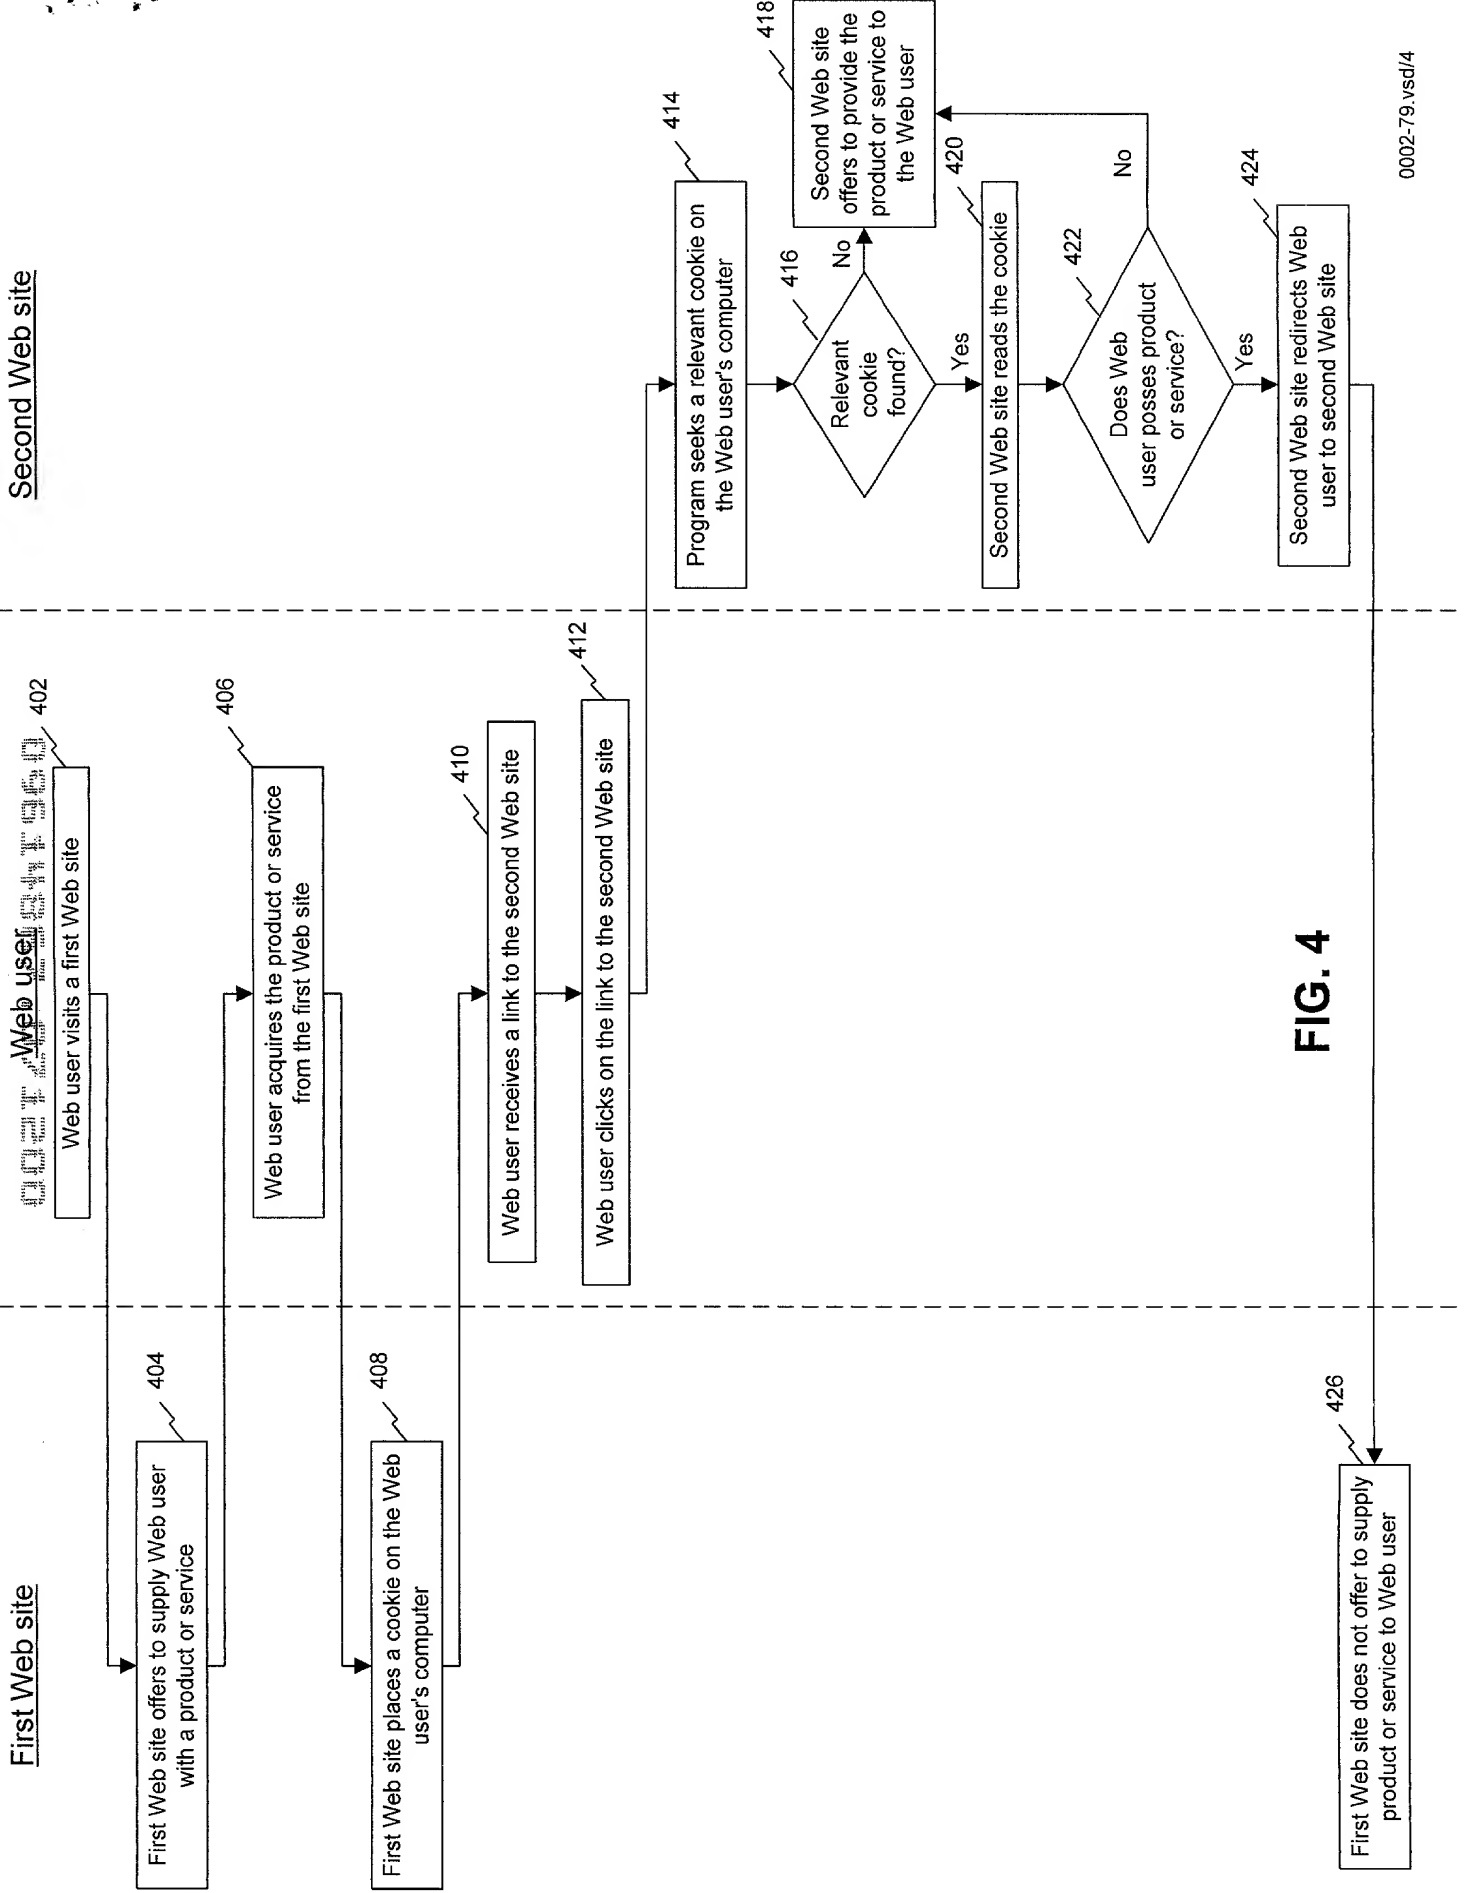 First Web site
Web user
Second Web site
402
Web user visits a first Web site
404
First Web site offers to supply Web user
with a product or service
406
Web user acquires the product or service
from the first Web site
408
First Web site places a cookie on the Web
user's computer
410
Web user receives a link to the second Web site
412
Web user clicks on the link to the second Web site
414
Program seeks a relevant cookie on
the Web user's computer
416
Relevant
cookie
found?
No
418
Second Web site
offers to provide the
product or service to
the Web user
Yes
420
Second Web site reads the cookie
422
Does Web
user posses product
or service?
No
Yes
424
Second Web site redirects Web
user to second Web site
426
First Web site does not offer to supply
product or service to Web user
FIG. 4
0002-79.vsd/4